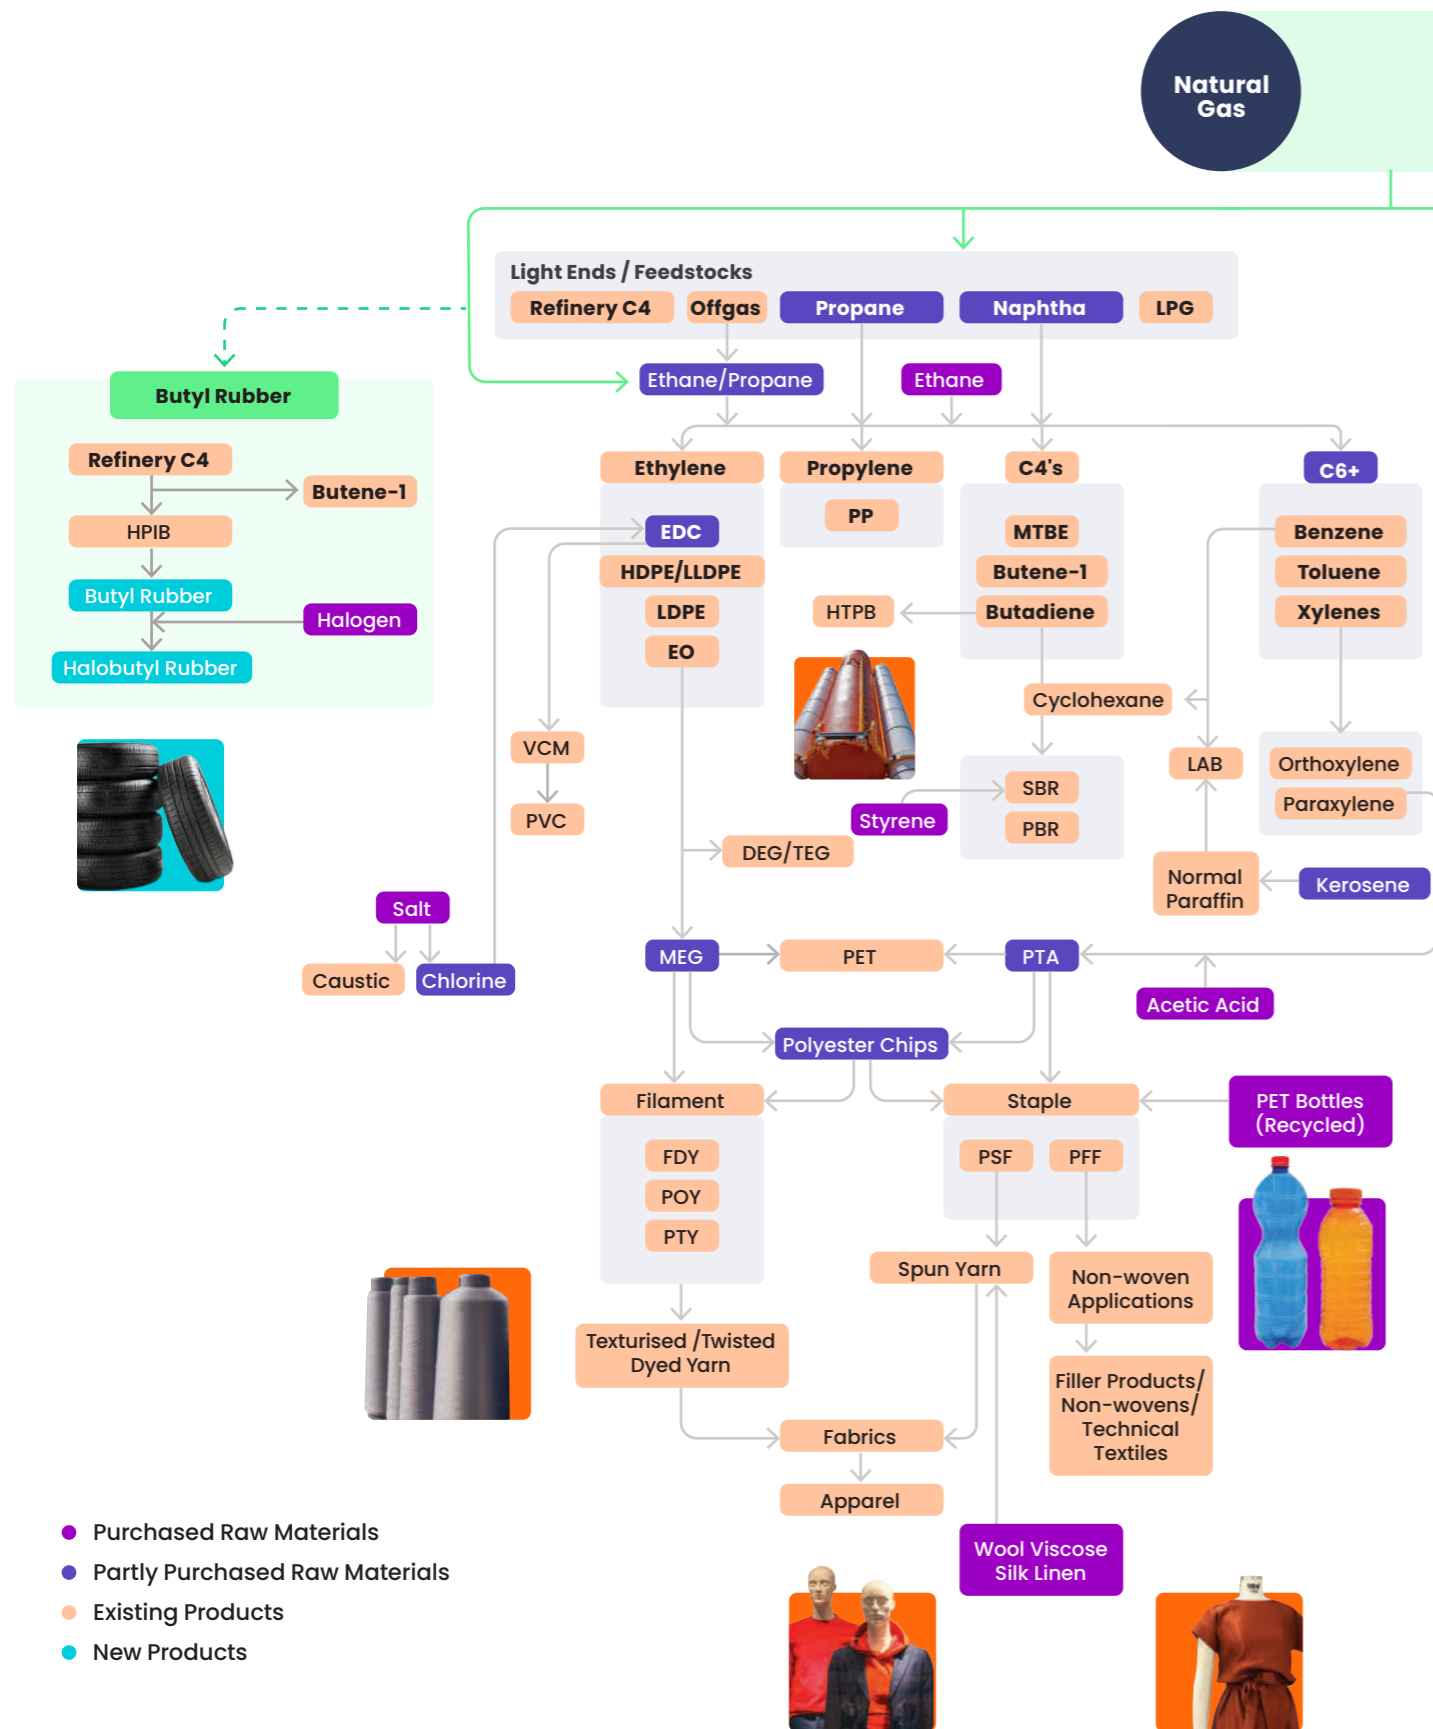 Natural
Gas
Light Ends / Feedstocks
Refinery C4
Offgas
Propane
Naphtha
LPG
Ethane/Propane
Ethane
Butyl Rubber
Refinery C4
Butene-1
HPIB
Butyl Rubber
Halogen
Halobutyl Rubber
Ethylene
Propylene
C4's
C6+
EDC
HDPE/LLDPE
LDPE
EO
PP
MTBE
Butene-1
Butadiene
HTPB
Benzene
Toluene
Xylenes
Cyclohexane
VCM
PVC
LAB
Orthoxylene
Paraxylene
SBR
PBR
Styrene
DEG/TEG
Normal
Paraffin
Kerosene
Salt
Caustic
Chlorine
MEG
PET
PTA
Acetic Acid
Polyester Chips
Filament
Staple
PET Bottles
(Recycled)
FDY
POY
PTY
PSF
PFF
Spun Yarn
Non-woven
Applications
Texturised /Twisted
Dyed Yarn
Filler Products/
Non-wovens/
Technical
Textiles
Fabrics
Apparel
Wool Viscose
Silk Linen
Purchased Raw Materials
Partly Purchased Raw Materials
Existing Products
New Products